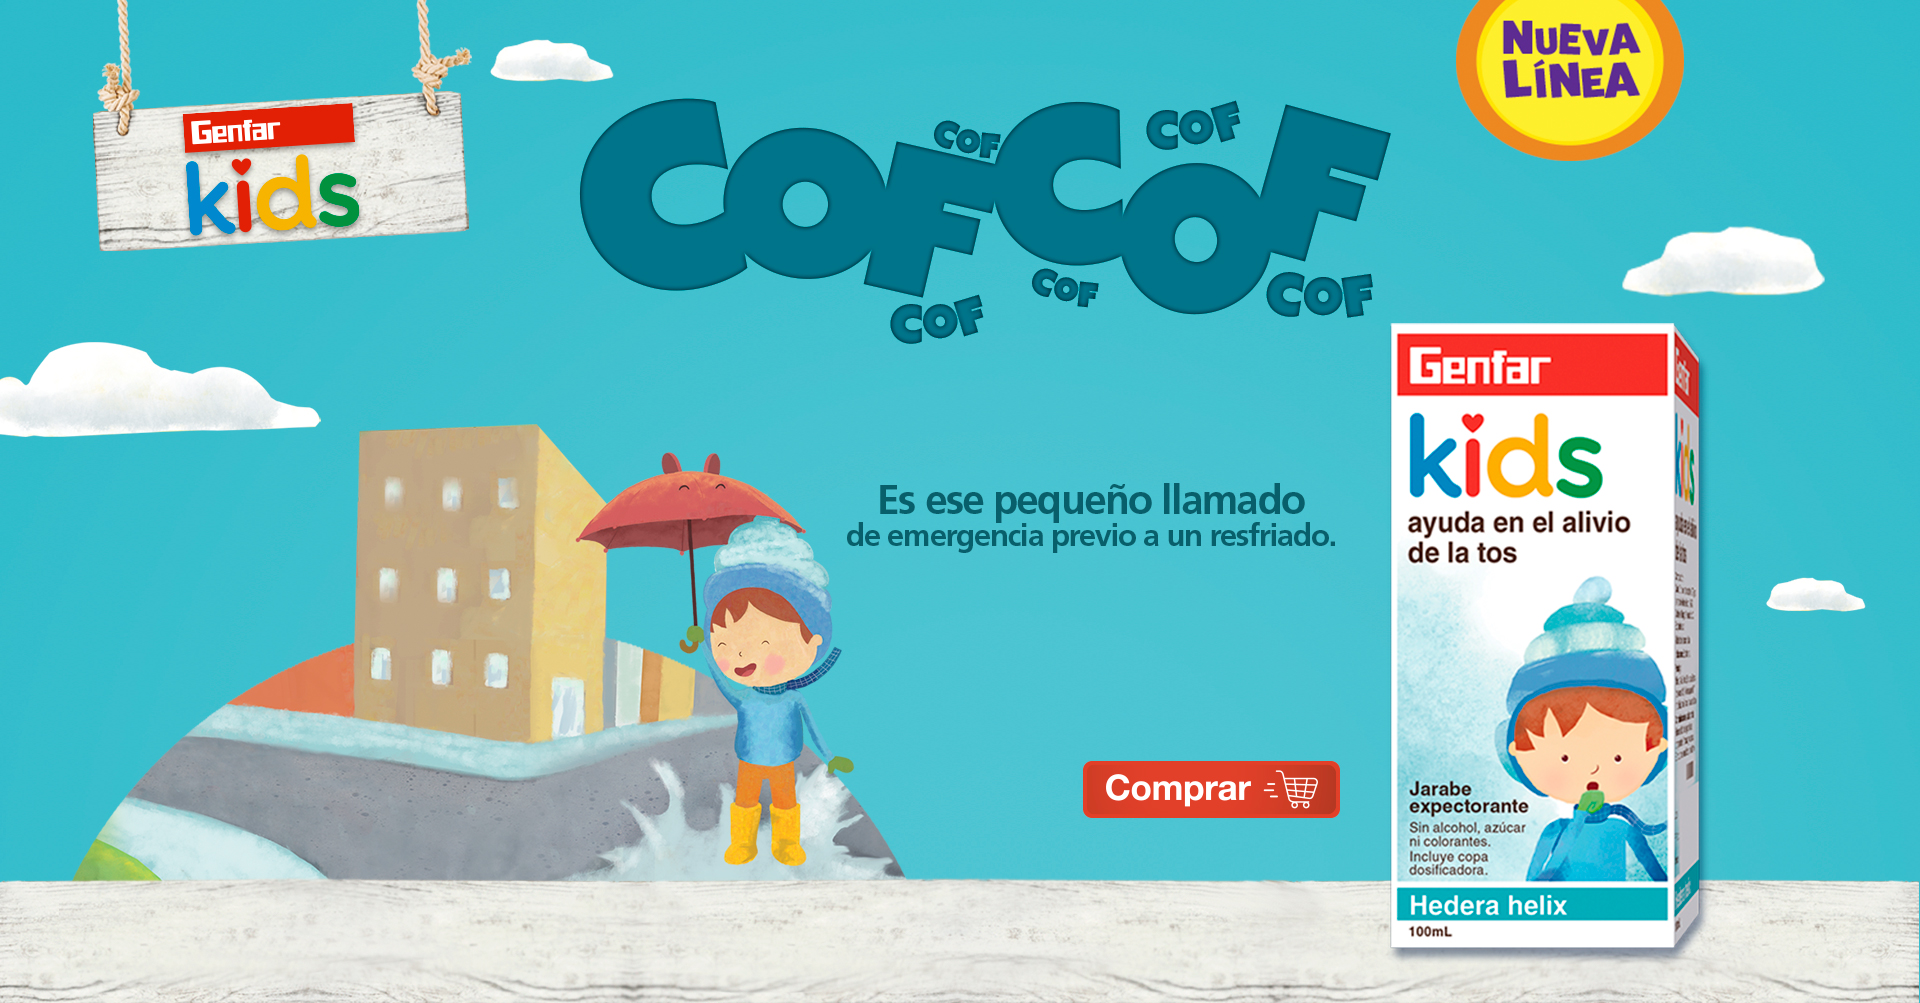 Genfar
kids
NUEVA
LÍNEA
COF COF
COF
COF
COF
COF
COF
Es ese pequeño llamado
de emergencia previo a un resfriado.
Comprar
Genfar
kids
ayuda en el alivio
de la tos
Jarabe
expectorante
Sin alcohol, azúcar
ni colorantes.
Incluye copa
dosificadora.
Hedera helix
100mL
Genfar
kids